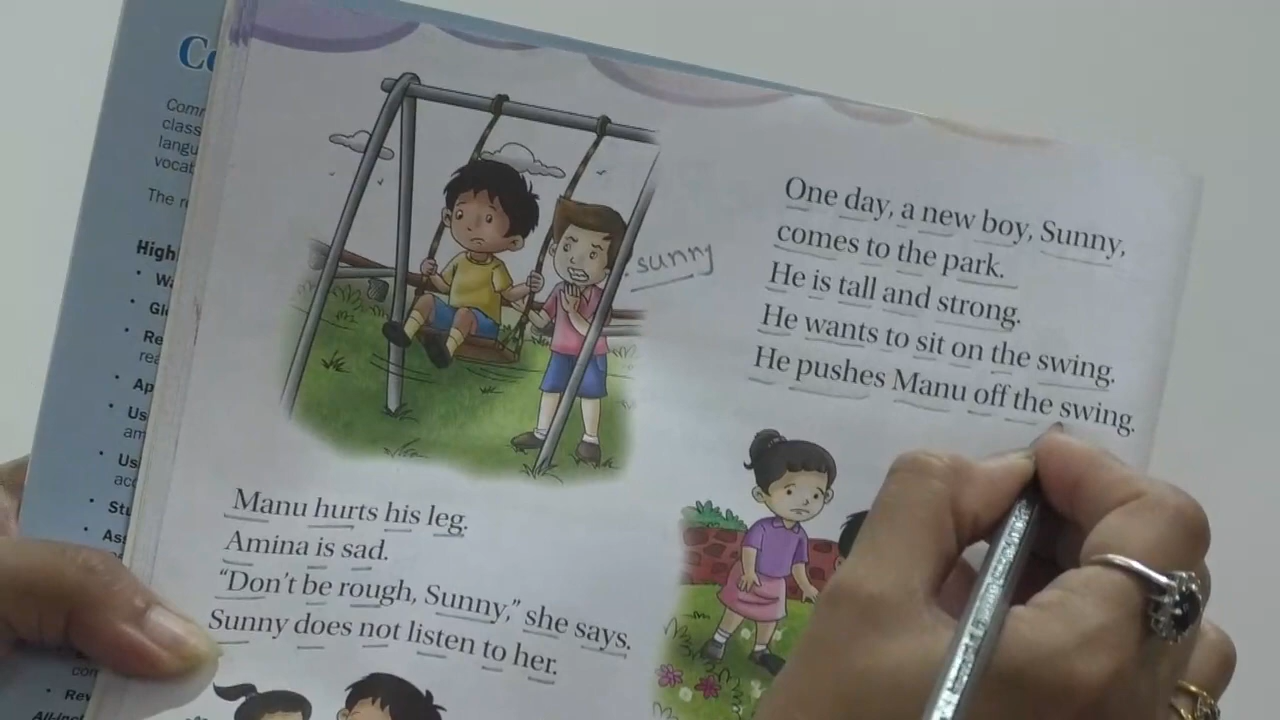 One day, a new boy, Sunny,
comes to the park.
He is tall and strong.
He wants to sit on the swing.
He pushes Manu off the swing.
sunny
Manu hurts his leg.
Amina is sad.
"Don't be rough, Sunny," she says.
Sunny does not listen to her.